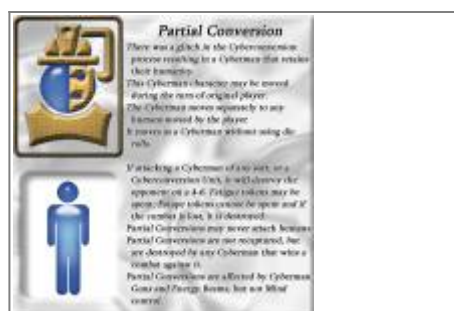 Partial Conversion
There was a glitch in the Cyberconversion
process resulting in a Cyberman that retains
their humanity.
This Cyberman character may be moved
during the turn of original player.
The Cyberman moves separately to any
humans moved by the player.
It moves as a Cyberman without using die
rolls.
If attacking a Cyberman of any sort, or a
Cyberconversion Unit, it will destroy the
opponent on a 4-6. Fatigue tokens may be
spent, Escape tokens cannot be spent and if
the combat is lost, it is destroyed.
Partial Conversions may never attack humans.
Partial Conversions are not recaptured, but
are destroyed by any Cyberman that wins a
combat against it.
Partial Conversions are affected by Cyberman
Guns and Energy Beams, but not Mind
control.